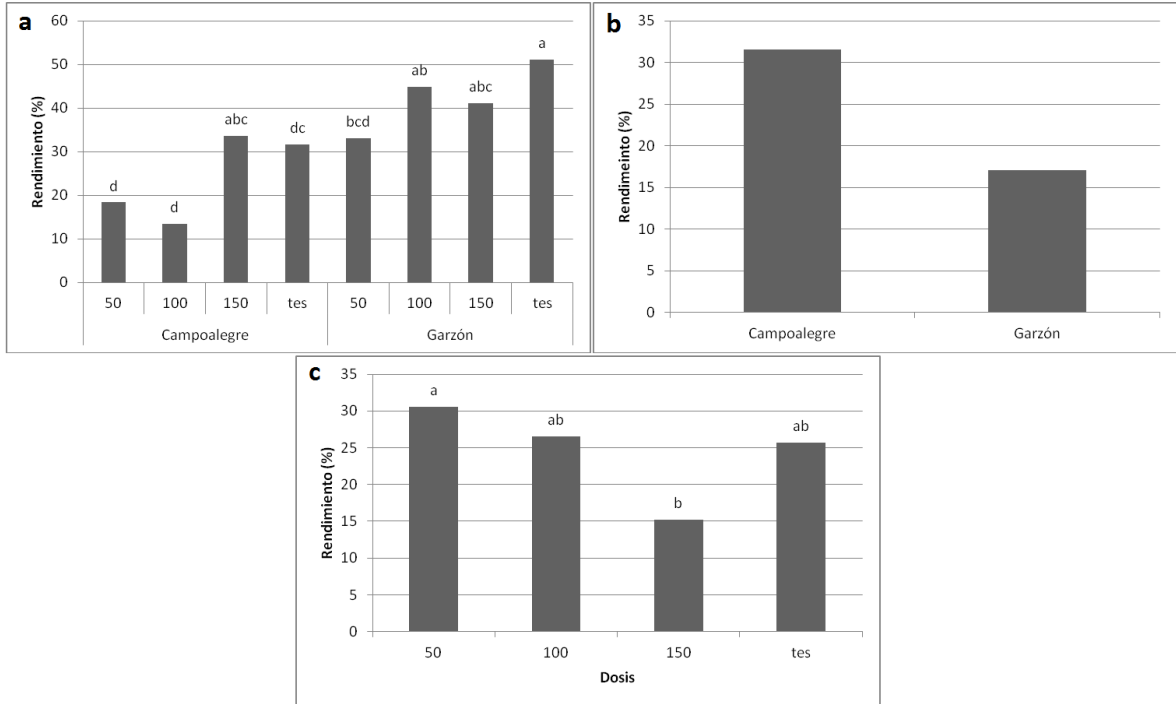 a
Rendimiento (%)
60
50
40
30
20
10
0
d
d
abc
dc
bcd
ab
abc
a
50 100 150 tes 50 100 150 tes
Campoalegre Garzón
b
Rendimeinto (%)
35
30
25
20
15
10
5
0
Campoalegre Garzón
c
Rendimiento (%)
35
30
25
20
15
10
5
0
a
ab
b
ab
50 100 150 tes
Dosis